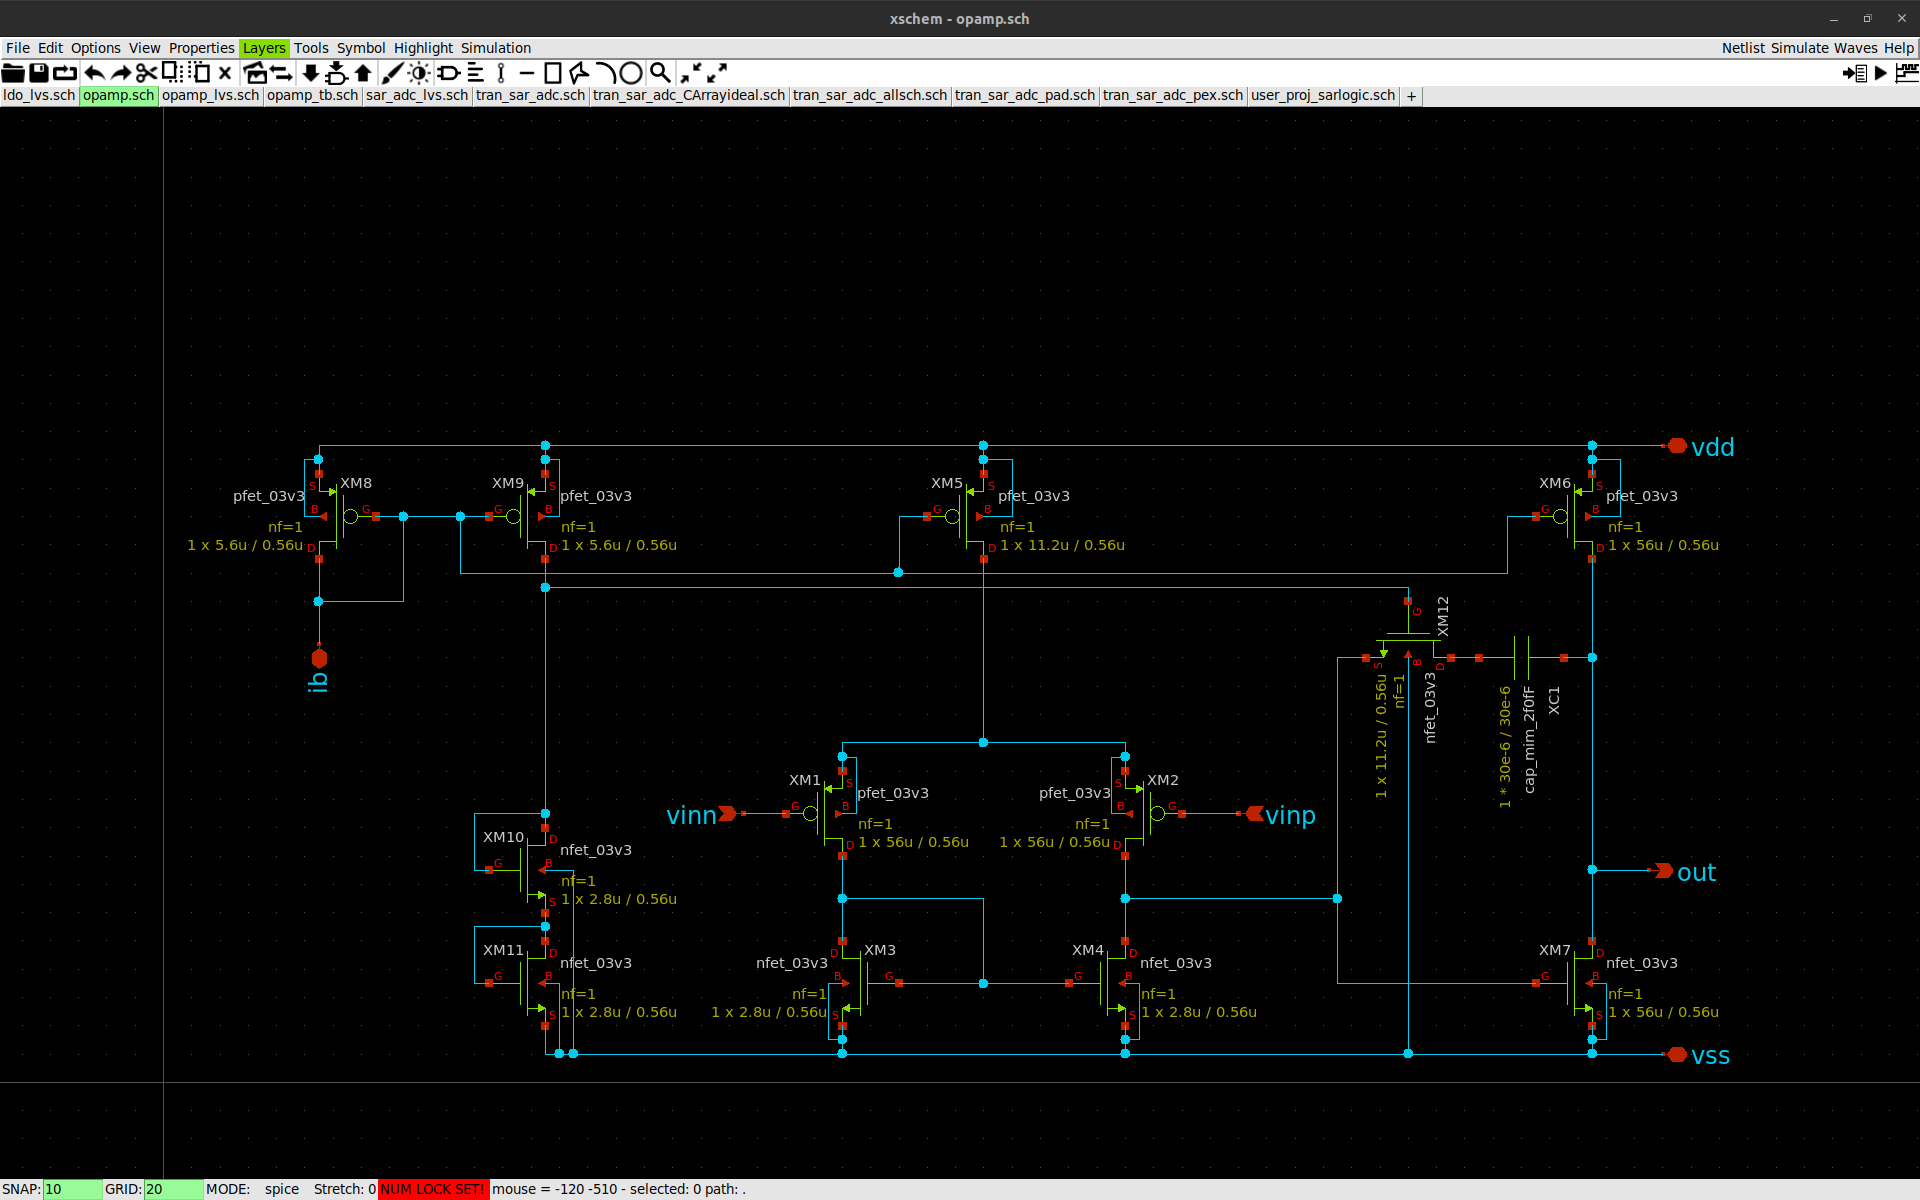 xschem - opamp.sch
File Edit Options View Properties Layers Tools Symbol Highlight Simulation Netlist Simulate Waves Help
ldo_lvs.sch opamp.sch opamp_lvs.sch opamp_tb.sch sar_adc_lvs.sch tran_sar_adc.sch tran_sar_adc_CArrayideal.sch tran_sar_adc_allsch.sch tran_sar_adc_pad.sch tran_sar_adc_pex.sch user_proj_sarlogic.sch +
vdd
XM8
pfet_03v3
nf=1
1 x 5.6u / 0.56u
S
B
G
D
XM9
pfet_03v3
nf=1
1 x 5.6u / 0.56u
G
S
B
D
XM5
pfet_03v3
nf=1
1 x 11.2u / 0.56u
G
S
B
D
XM6
pfet_03v3
nf=1
1 x 56u / 0.56u
G
S
B
D
ib
XM12
G
S
B
D
1 x 11.2u / 0.56u
nf=1
nfet_03v3
1 * 30e-6 / 30e-6
cap_mim_2f0fF
XC1
vinn
XM1
pfet_03v3
nf=1
1 x 56u / 0.56u
G
S
B
D
XM2
pfet_03v3
nf=1
1 x 56u / 0.56u
S
B
G
D
vinp
XM10
nfet_03v3
nf=1
1 x 2.8u / 0.56u
D
G
B
S
out
XM11
nfet_03v3
nf=1
1 x 2.8u / 0.56u
D
G
B
S
XM3
nfet_03v3
nf=1
1 x 2.8u / 0.56u
D
B
G
S
XM4
nfet_03v3
nf=1
1 x 2.8u / 0.56u
D
G
B
S
XM7
nfet_03v3
nf=1
1 x 56u / 0.56u
D
G
B
S
vss
SNAP: 10 GRID: 20 MODE: spice Stretch: 0 NUM LOCK SET! mouse = -120 -510 - selected: 0 path: .